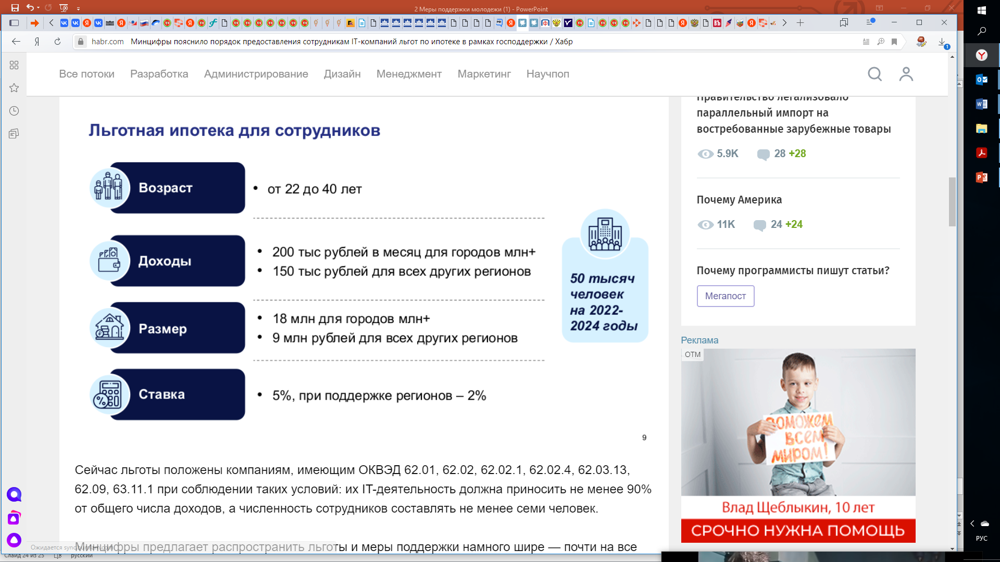 2 Меры поддержки молодежи (1) - PowerPoint
habr.com Минцифры пояснило порядок предоставления сотрудникам IT-компаний льгот по ипотеке в рамках господдержки / Хабр
1
Все потоки Разработка Администрирование Дизайн Менеджмент Маркетинг Научпоп
Льготная ипотека для сотрудников
Возраст
• от 22 до 40 лет
Доходы
• 200 тыс рублей в месяц для городов млн+
• 150 тыс рублей для всех других регионов
Размер
• 18 млн для городов млн+
• 9 млн рублей для всех других регионов
Ставка
• 5%, при поддержке регионов – 2%
50 тысяч
человек
на 2022-
2024 годы
9
Сейчас льготы положены компаниям, имеющим ОКВЭД 62.01, 62.02, 62.02.1, 62.02.4, 62.03.13,
62.09, 63.11.1 при соблюдении таких условий: их IT-деятельность должна приносить не менее 90%
от общего числа доходов, а численность сотрудников составлять не менее семи человек.
Минцифры предлагает распространить льготы и меры поддержки намного шире — почти на все
Правительство легализовало
параллельный импорт на
востребованные зарубежные товары
5.9K 28 +28
Почему Америка
11K 24 +24
Почему программисты пишут статьи?
Мегапост
Реклама
ОТМ
ПОМОЖЕМ
ВСЕМ
МИРОМ!
Влад Щеблыкин, 10 лет
СРОЧНО НУЖНА ПОМОЩЬ
Слайд 24 из 25 русский
РУС